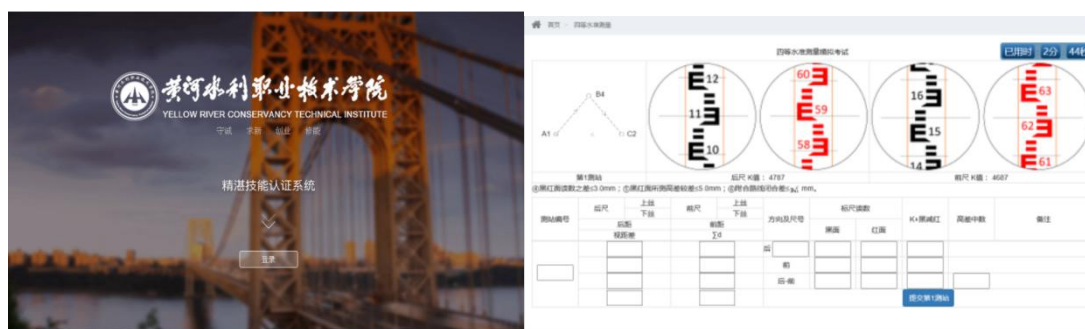 黄河水利职业技术学院
YELLOW RIVER CONSERVANCY TECHNICAL INSTITUTE
守诚 求新 创业 修能
精湛技能认证系统
登录
首页 四等水准测量
四等水准测量模拟考试
已用时 2分 44秒
B4
A1 C2
12
11
10
60
59
58
16
15
14
63
62
61
第1测站
后尺 K值：4787
前尺 K值：4687
④黑红面读数之差≤3.0mm；⑤黑红面所测高差较差≤5.0mm；⑥附合路线闭合差≤ mm。
测站编号
后尺 上丝 下丝
后距
视距差
前尺 上丝 下丝
前距
∑d
方向及尺号
标尺读数
黑面 红面
K+黑减红
高差中数
备注
后
前
后-前
提交第1测站